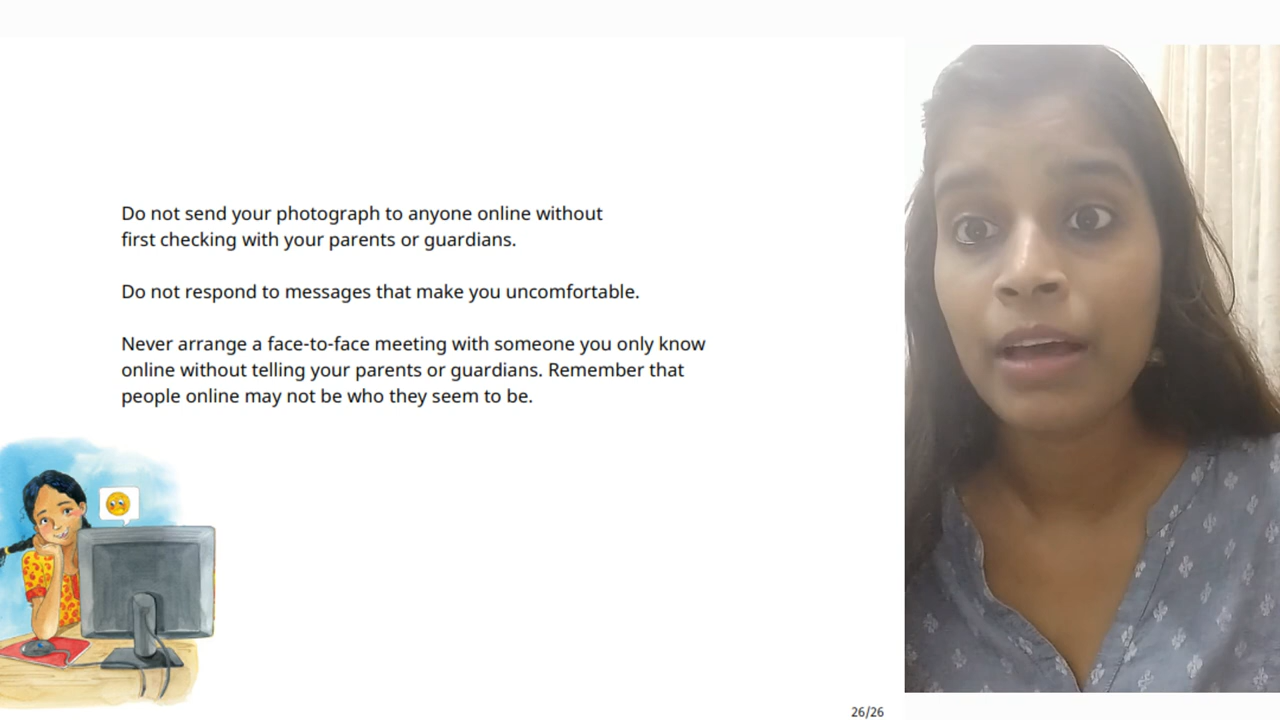 Do not send your photograph to anyone online without
first checking with your parents or guardians.
Do not respond to messages that make you uncomfortable.
Never arrange a face-to-face meeting with someone you only know
online without telling your parents or guardians. Remember that
people online may not be who they seem to be.
26/26